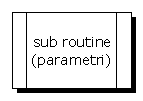 sub routine
(parametri)